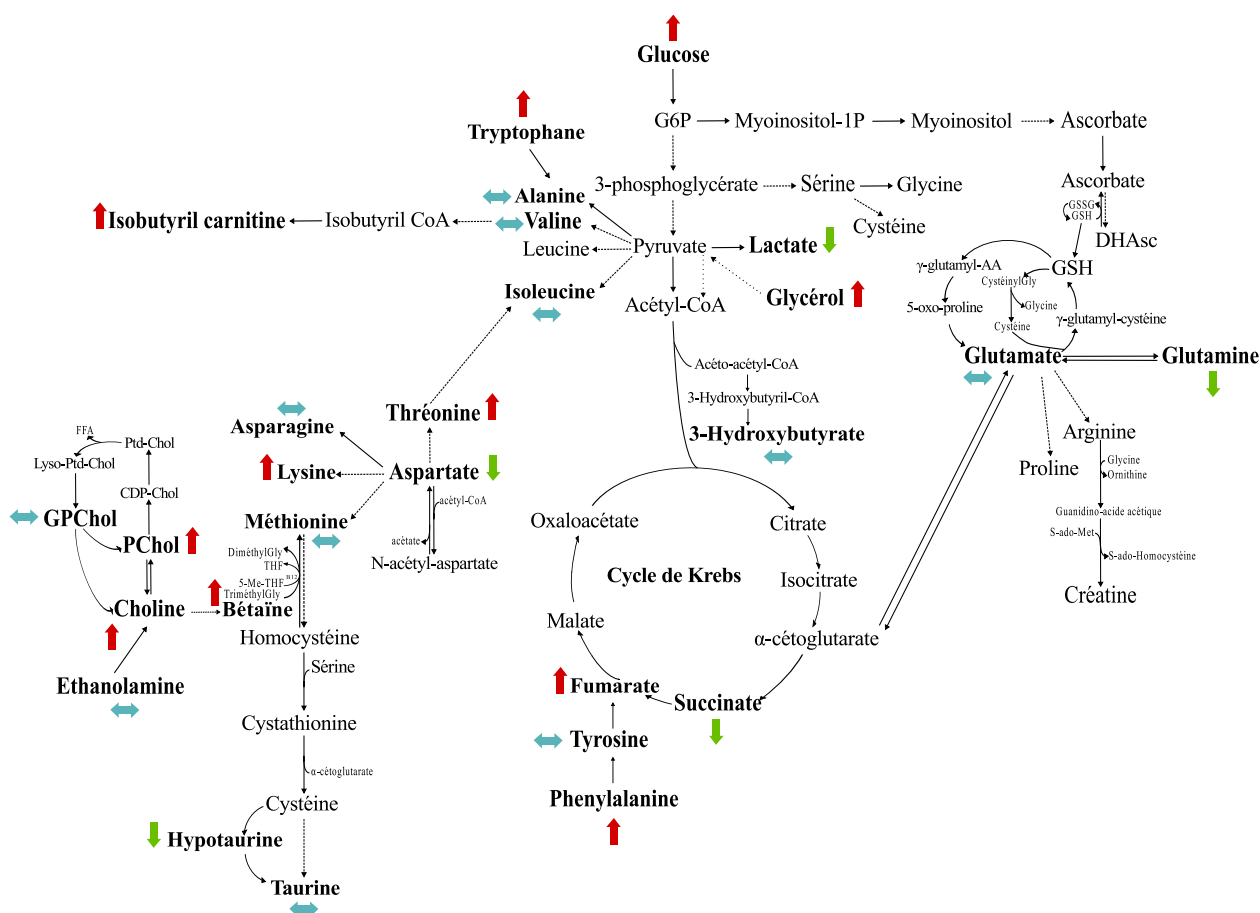 Glucose
G6P
Myoinositol-1P
Myoinositol
Ascorbate
Tryptophane
3-phosphoglycérate
Sérine
Glycine
Ascorbate
GSSG
GSH
Alanine
Isobutyril carnitine
Isobutyril CoA
Valine
Cystéine
DHAsc
Leucine
Pyruvate
Lactate
γ-glutamyl-AA
GSH
CystéinylGly
Isoleucine
Acétyl-CoA
Glycérol
5-oxo-proline
Glycine
Cystéine
γ-glutamyl-cystéine
Glutamate
Glutamine
Acéto-acétyl-CoA
3-Hydroxybutyril-CoA
Thréonine
Asparagine
3-Hydroxybutyrate
Arginine
FFA
Ptd-Chol
Lyso-Ptd-Chol
Lysine
Aspartate
Proline
Glycine
Ornithine
CDP-Chol
acétyl-CoA
GPChol
Méthionine
Oxaloacétate
Citrate
Guanidino-acide acétique
PChol
acétate
S-ado-Met
DiméthylGly
N-acétyl-aspartate
S-ado-Homocystéine
THF
Cycle de Krebs
Isocitrate
5-Me-THF
B12
TriméthylGly
Créatine
Choline
Bétaïne
Malate
Homocystéine
α-cétoglutarate
Sérine
Ethanolamine
Fumarate
Succinate
Cystathionine
Tyrosine
α-cétoglutarate
Phenylalanine
Cystéine
Hypotaurine
Taurine